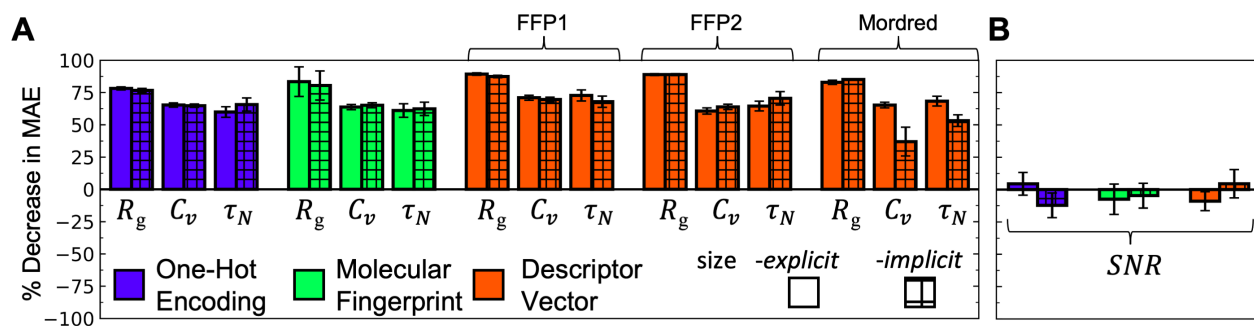 FFP1 FFP2 Mordred
A B
% Decrease in MAE
100
75
50
25
0
−25
−50
−75
−100
R_g C_v τ_N R_g C_v τ_N R_g C_v τ_N R_g C_v τ_N R_g C_v τ_N
One-Hot Encoding
Molecular Fingerprint
Descriptor Vector
size -explicit -implicit
SNR